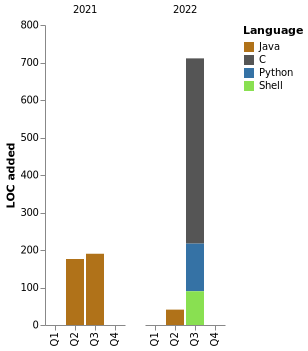 2021
2022
Language
Java
C
Python
Shell
LOC added
800
700
600
500
400
300
200
100
0
Q1
Q2
Q3
Q4
Q1
Q2
Q3
Q4